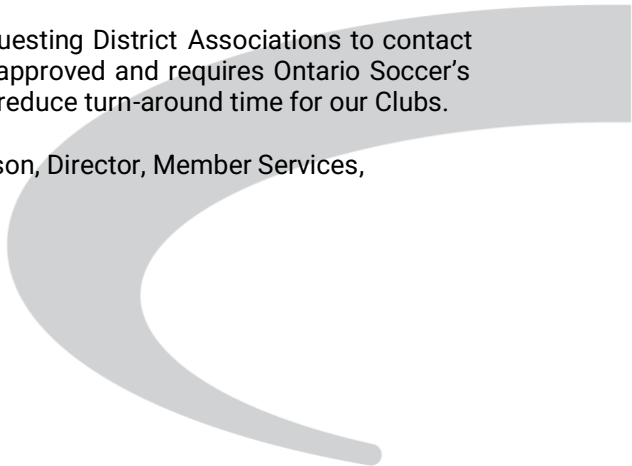 uesting District Associations to contact
approved and requires Ontario Soccer's
reduce turn-around time for our Clubs.
son, Director, Member Services,